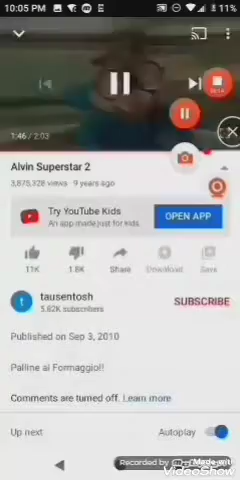 10:05 PM
11%
1:46 / 2:03
Alvin Superstar 2
3,875,328 views · 9 years ago
Try YouTube Kids
An app made just for kids
OPEN APP
11K
1.8K
Share
Download
Save
t
tausentosh
5.82K subscribers
SUBSCRIBE
Published on Sep 3, 2010
Palline al Formaggio!!
Comments are turned off. Learn more
Up next
Autoplay
Recorded by
Made with
VideoShow